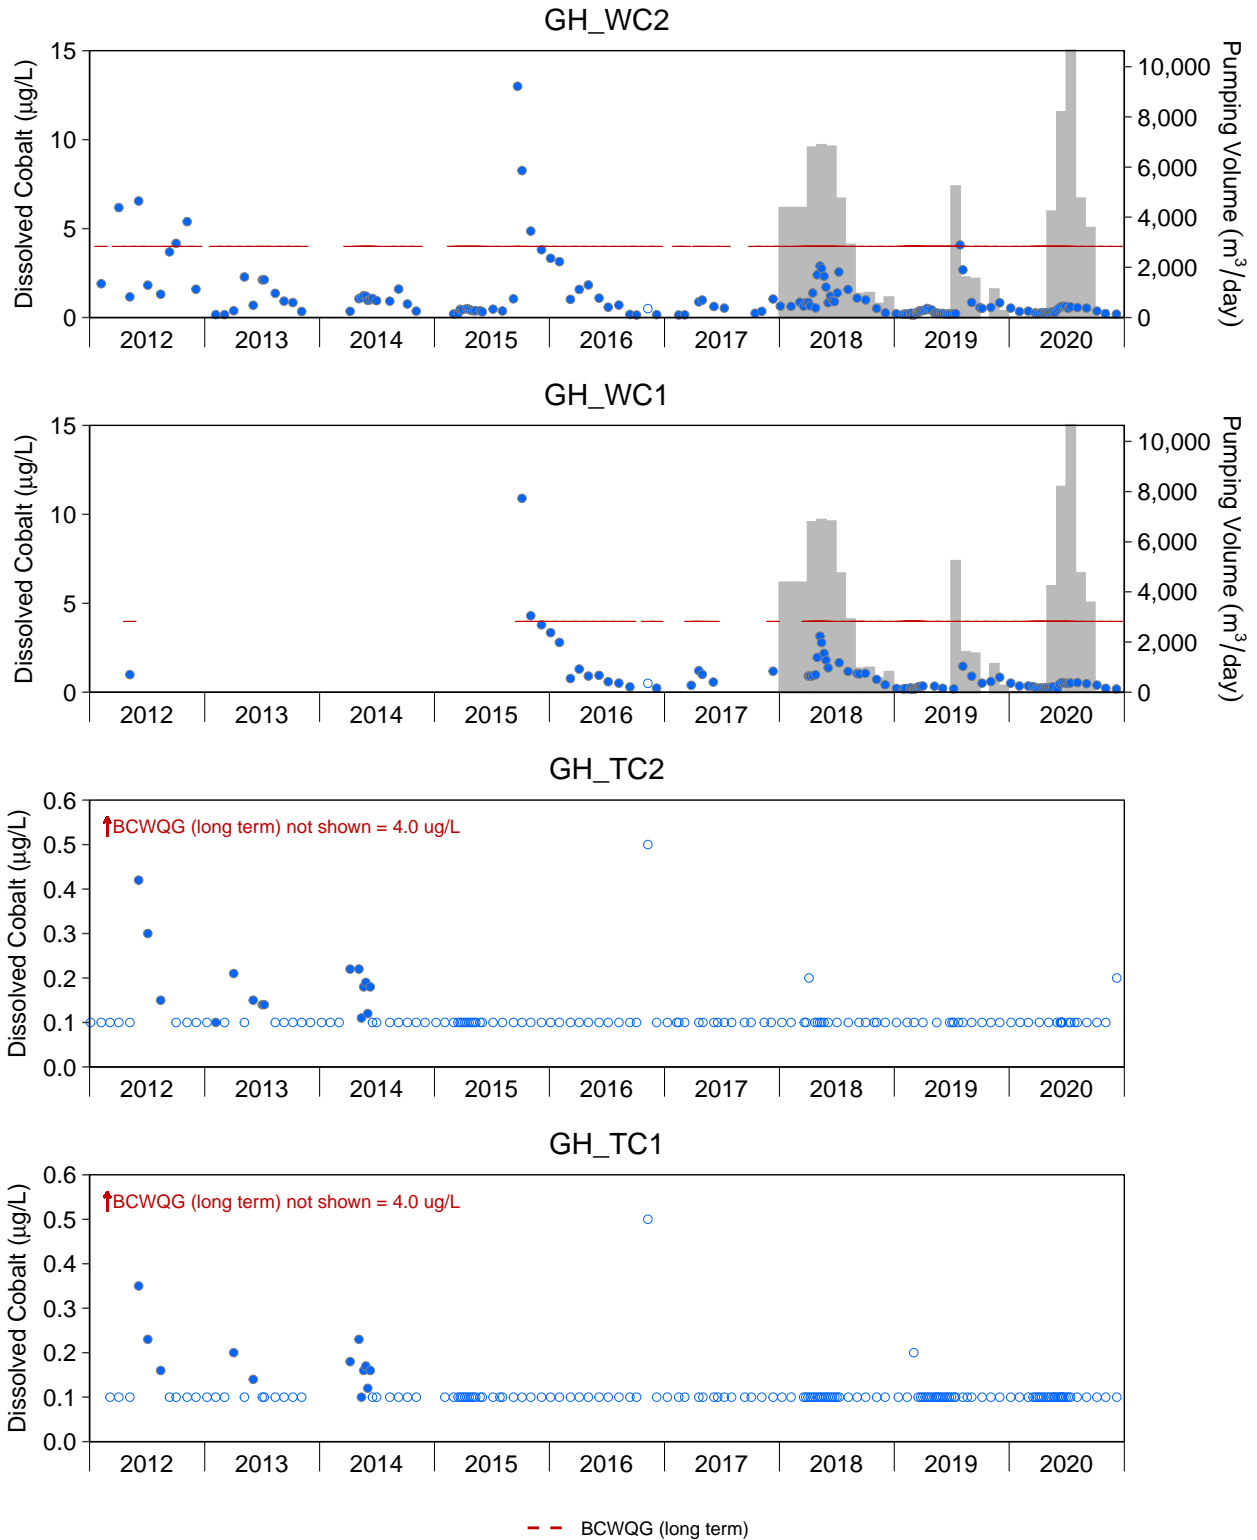 GH_WC2
Dissolved Cobalt (μg/L)
15
10
5
0
10,000
8,000
6,000
4,000
2,000
0
Pumping Volume (m³/day)
2012 2013 2014 2015 2016 2017 2018 2019 2020
GH_WC1
Dissolved Cobalt (μg/L)
15
10
5
0
10,000
8,000
6,000
4,000
2,000
0
Pumping Volume (m³/day)
2012 2013 2014 2015 2016 2017 2018 2019 2020
GH_TC2
Dissolved Cobalt (μg/L)
0.6
0.5
0.4
0.3
0.2
0.1
0.0
BCWQG (long term) not shown = 4.0 ug/L
2012 2013 2014 2015 2016 2017 2018 2019 2020
GH_TC1
Dissolved Cobalt (μg/L)
0.6
0.5
0.4
0.3
0.2
0.1
0.0
BCWQG (long term) not shown = 4.0 ug/L
2012 2013 2014 2015 2016 2017 2018 2019 2020
BCWQG (long term)